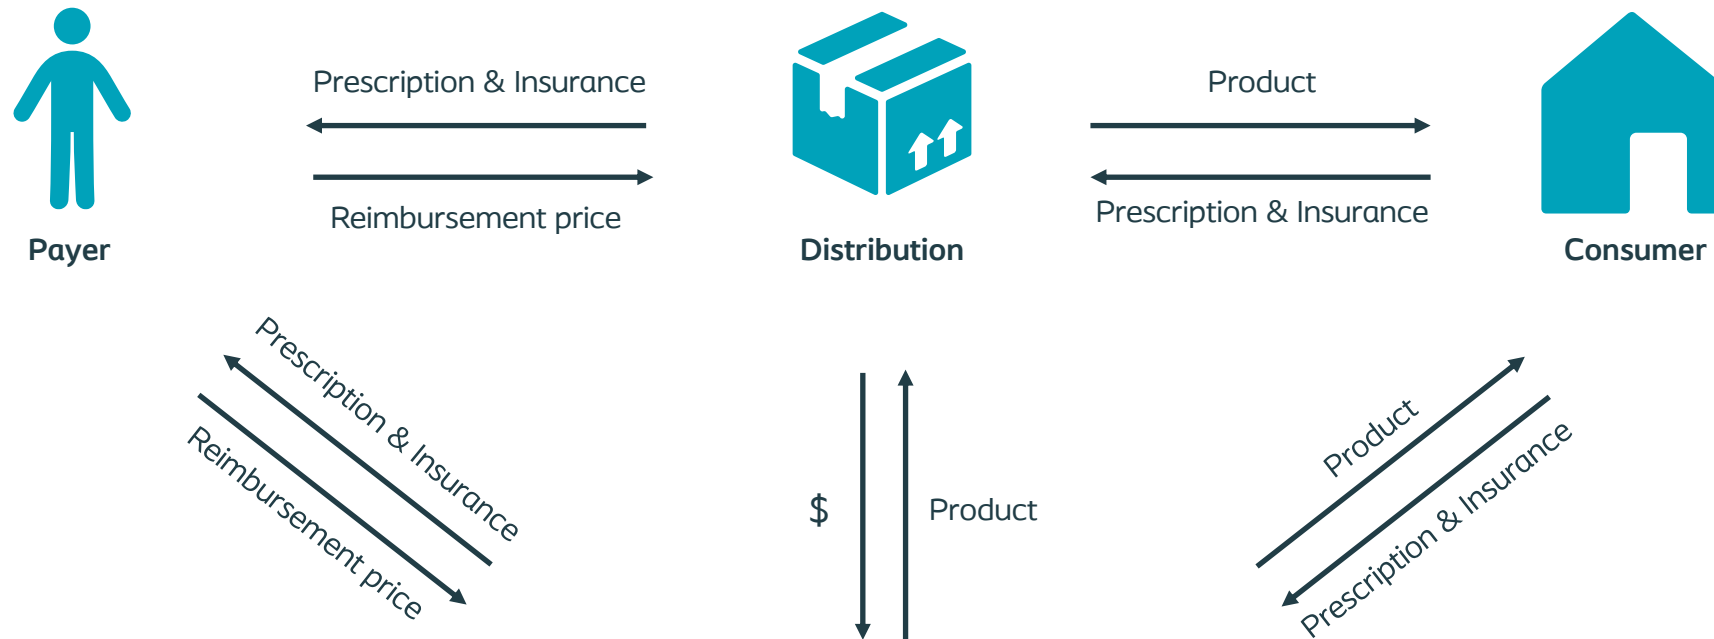 Prescription & Insurance
Product
Reimbursement price
Prescription & Insurance
Payer
Distribution
Consumer
Prescription & Insurance
Reimbursement price
$
Product
Product
Prescription & Insurance